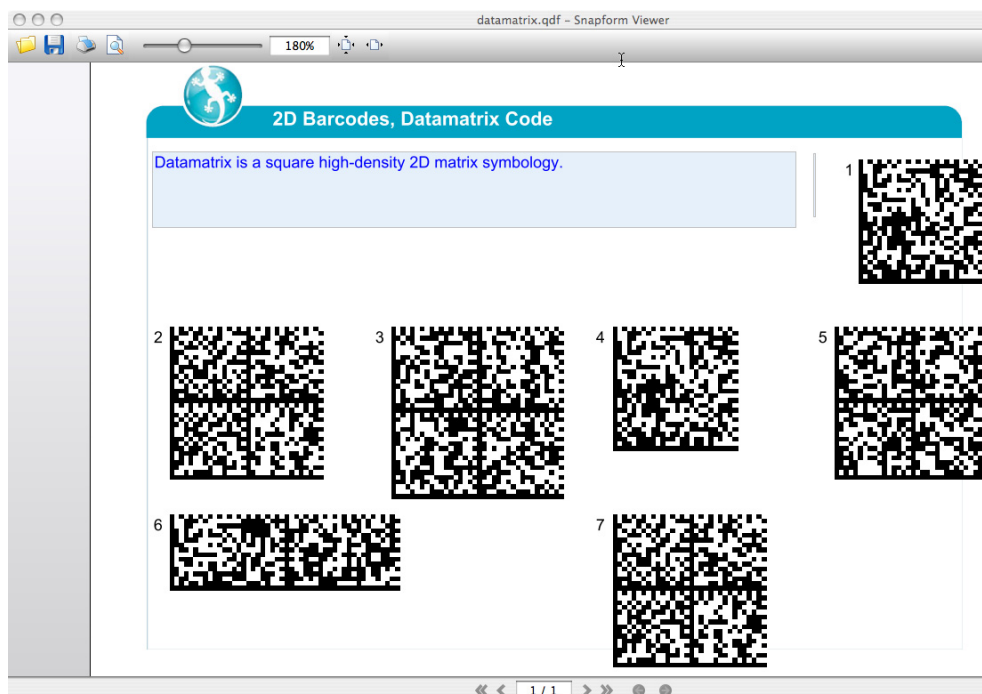 datamatrix.qdf – Snapform Viewer
180%
2D Barcodes, Datamatrix Code
Datamatrix is a square high-density 2D matrix symbology.
1
2
3
4
5
6
7
1 / 1